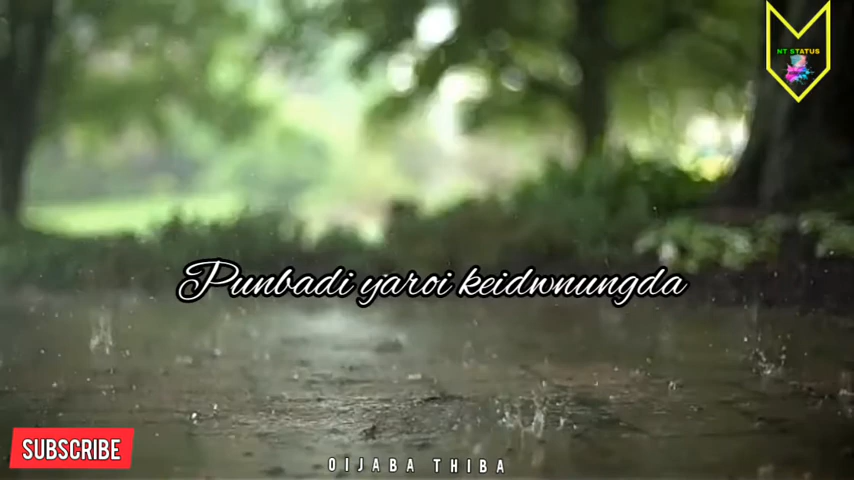 NT STATUS
Punbadi yaroi keidwnungda
SUBSCRIBE
OIJABA THIBA